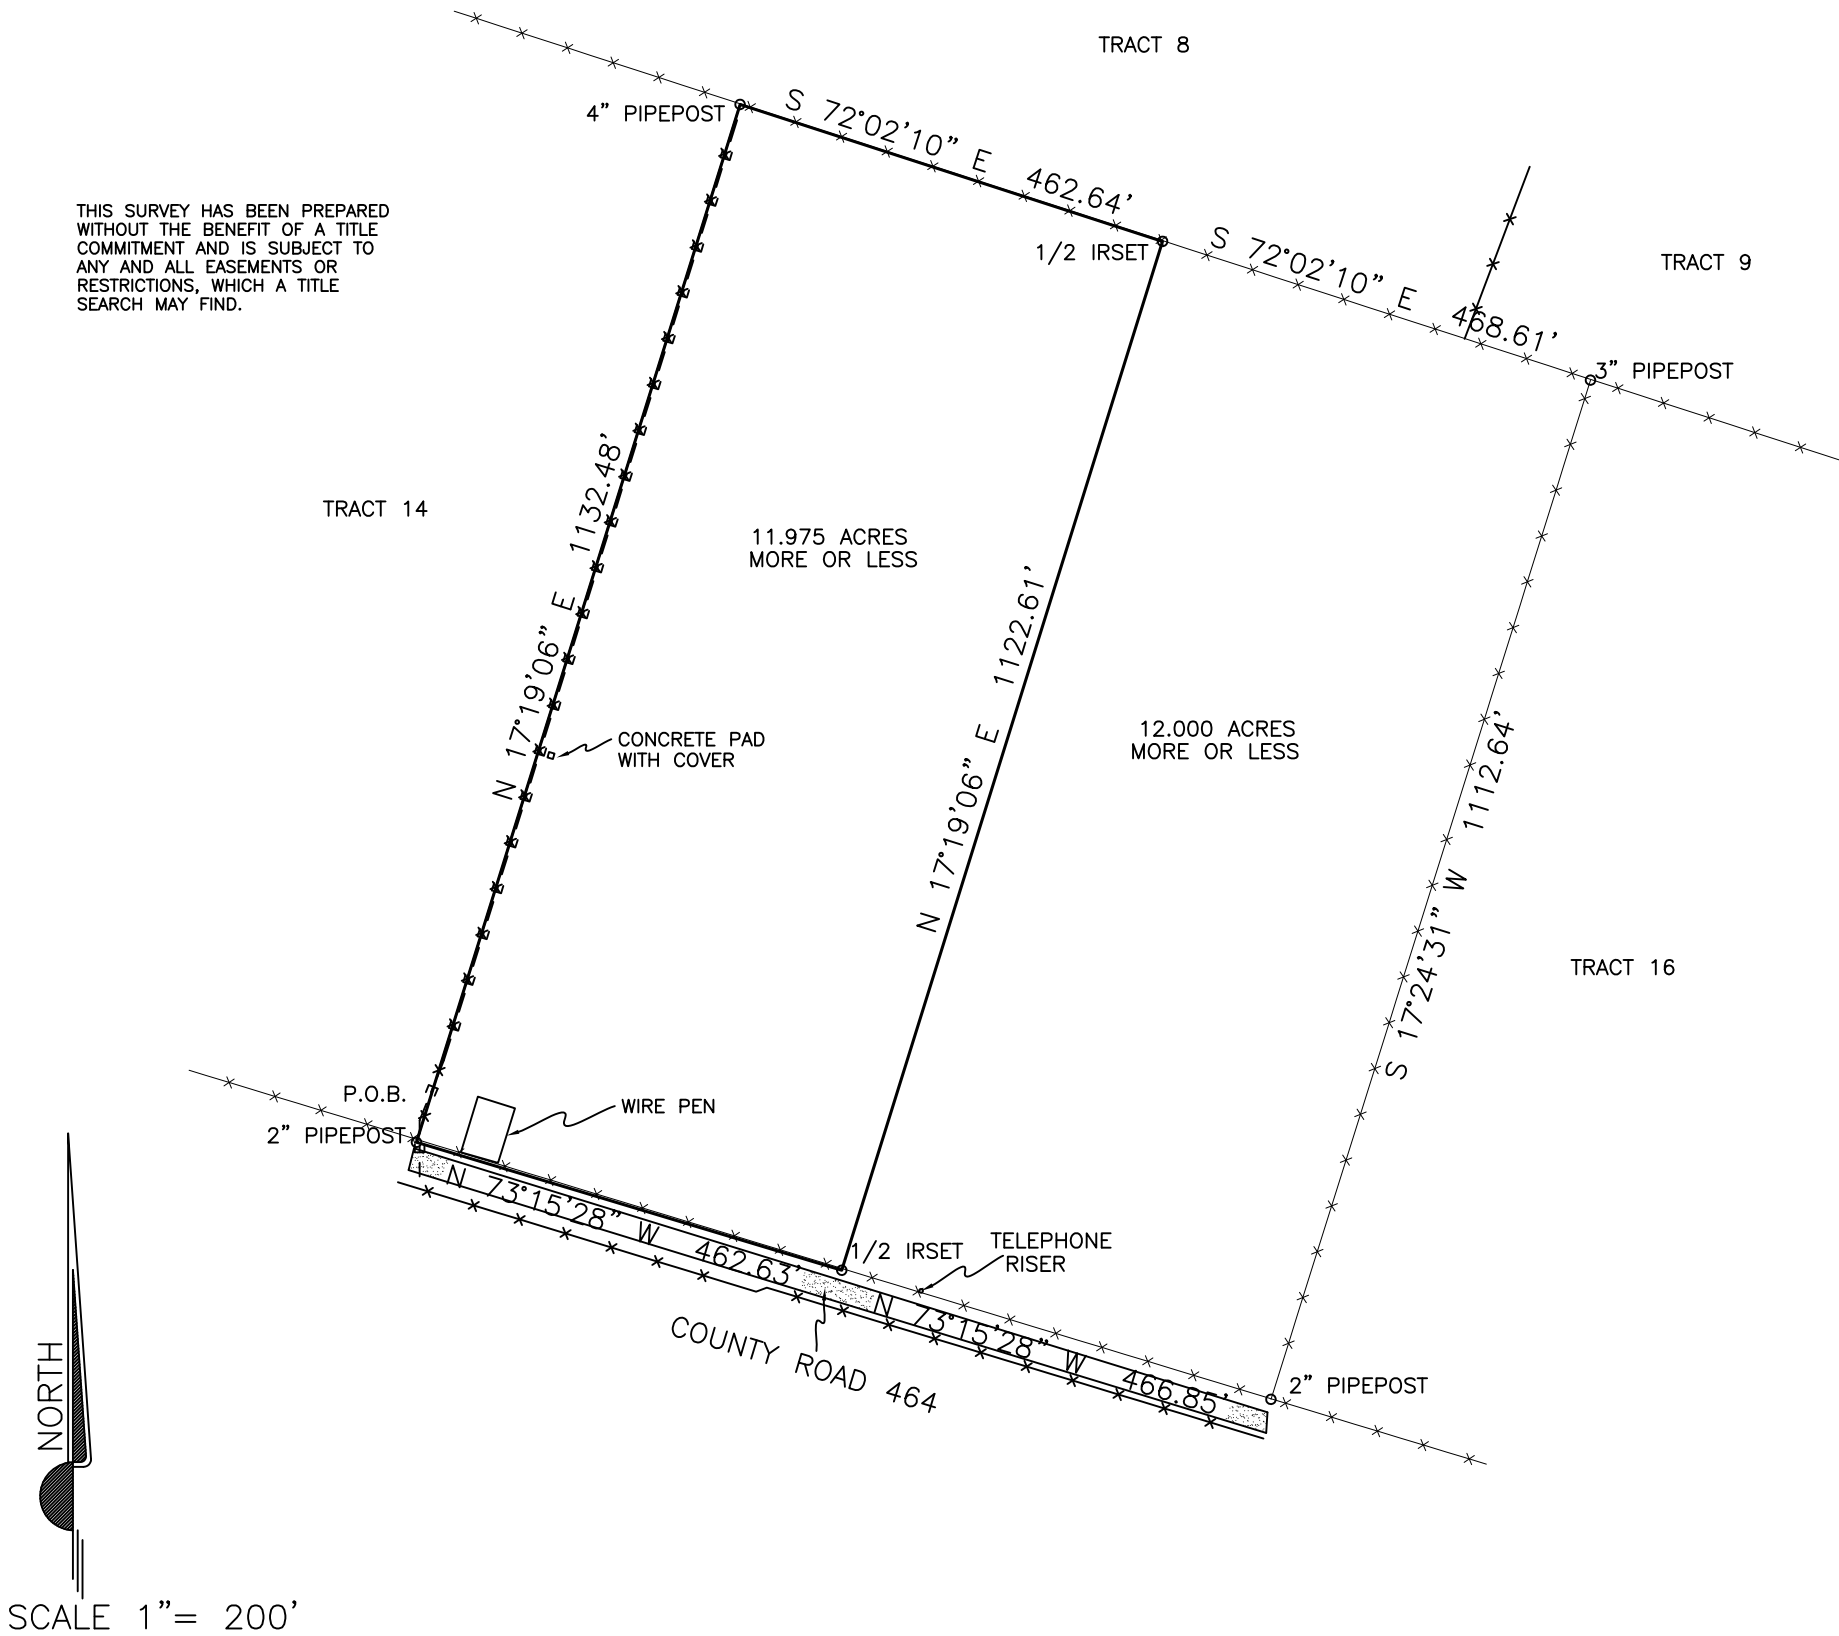 TRACT 8
4" PIPEPOST
S 72°02'10" E 462.64'
THIS SURVEY HAS BEEN PREPARED
WITHOUT THE BENEFIT OF A TITLE
COMMITMENT AND IS SUBJECT TO
ANY AND ALL EASEMENTS OR
RESTRICTIONS, WHICH A TITLE
SEARCH MAY FIND.
1/2 IRSET
S 72°02'10" E 468.61'
TRACT 9
3" PIPEPOST
TRACT 14
N 17°19'06" E 1132.48'
11.975 ACRES
MORE OR LESS
N 17°19'06" E 1122.61'
12.000 ACRES
MORE OR LESS
S 17°24'31" W 1112.64'
CONCRETE PAD
WITH COVER
TRACT 16
P.O.B.
2" PIPEPOST
WIRE PEN
E
N 73°15'28" W 462.63'
1/2 IRSET
TELEPHONE
RISER
N 73°15'28" W 466.85'
2" PIPEPOST
COUNTY ROAD 464
NORTH
SCALE 1"= 200'